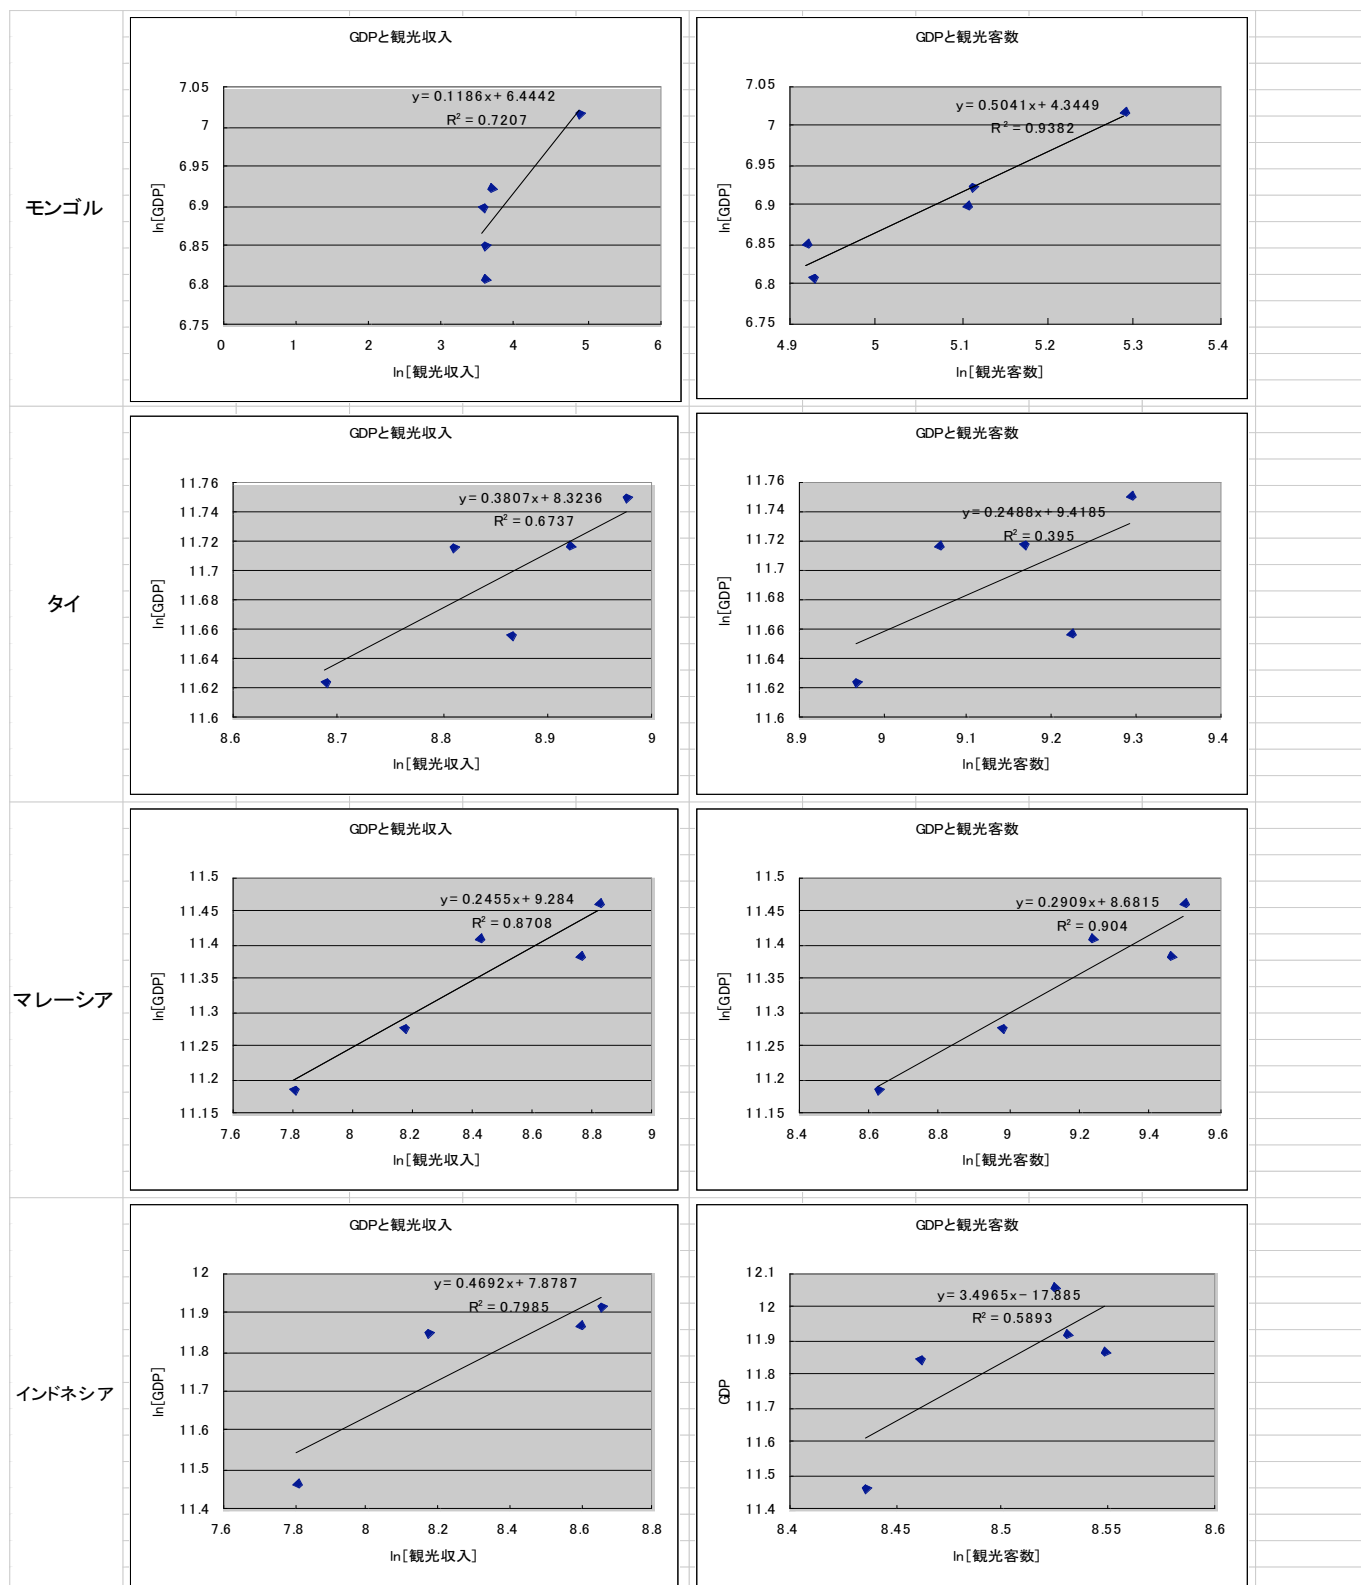 モンゴル
GDPと観光収入
y = 0.1186x + 6.4442
R² = 0.7207
7.05
7
6.95
6.9
6.85
6.8
6.75
ln[GDP]
0 1 2 3 4 5 6
ln[観光収入]
GDPと観光客数
y = 0.5041x + 4.3449
R² = 0.9382
7.05
7
6.95
6.9
6.85
6.8
6.75
ln[GDP]
4.9 5 5.1 5.2 5.3 5.4
ln[観光客数]
タイ
GDPと観光収入
y = 0.3807x + 8.3236
R² = 0.6737
11.76
11.74
11.72
11.7
11.68
11.66
11.64
11.62
11.6
ln[GDP]
8.6 8.7 8.8 8.9 9
ln[観光収入]
GDPと観光客数
y = 0.2488x + 9.4185
R² = 0.395
11.76
11.74
11.72
11.7
11.68
11.66
11.64
11.62
11.6
ln[GDP]
8.9 9 9.1 9.2 9.3 9.4
ln[観光客数]
マレーシア
GDPと観光収入
y = 0.2455x + 9.284
R² = 0.8708
11.5
11.45
11.4
11.35
11.3
11.25
11.2
11.15
ln[GDP]
7.6 7.8 8 8.2 8.4 8.6 8.8 9
ln[観光収入]
GDPと観光客数
y = 0.2909x + 8.6815
R² = 0.904
11.5
11.45
11.4
11.35
11.3
11.25
11.2
11.15
ln[GDP]
8.4 8.6 8.8 9 9.2 9.4 9.6
ln[観光客数]
インドネシア
GDPと観光収入
y = 0.4692x + 7.8787
R² = 0.7985
12
11.9
11.8
11.7
11.6
11.5
11.4
ln[GDP]
7.6 7.8 8 8.2 8.4 8.6 8.8
ln[観光収入]
GDPと観光客数
y = 3.4965x − 17.885
R² = 0.5893
12.1
12
11.9
11.8
11.7
11.6
11.5
11.4
GDP
8.4 8.45 8.5 8.55 8.6
ln[観光客数]